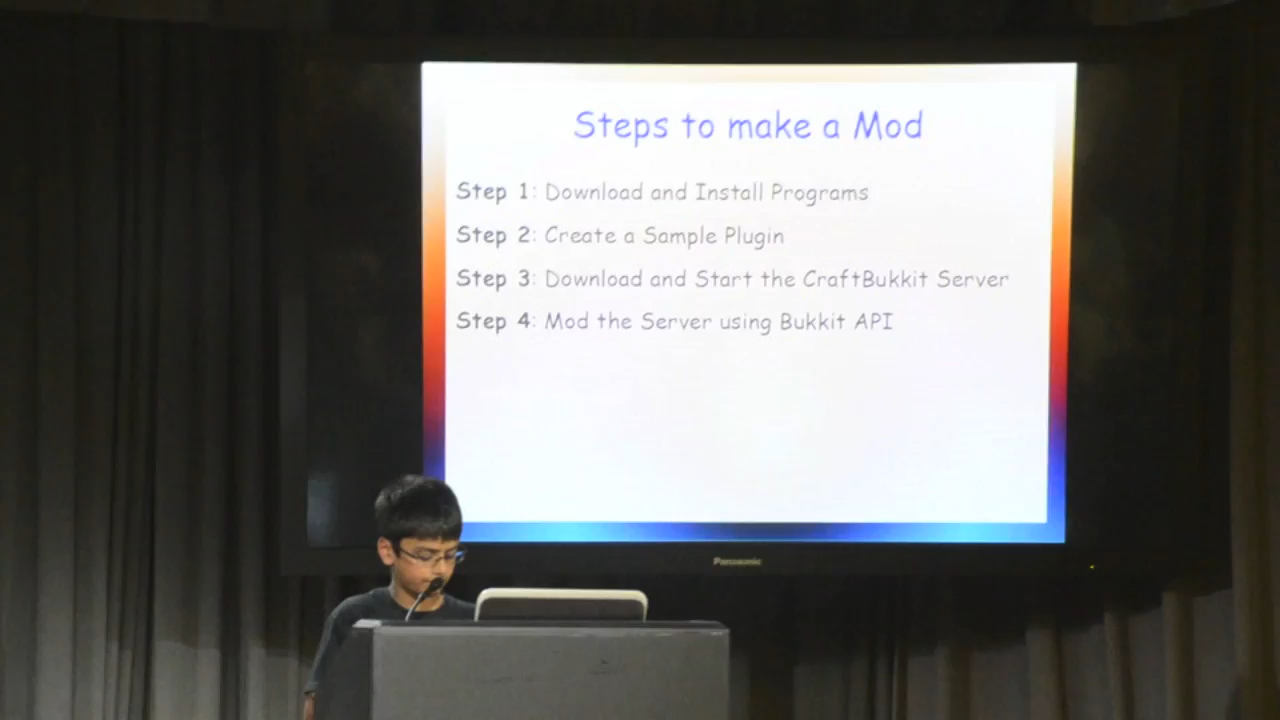 Steps to make a Mod
Step 1: Download and Install Programs
Step 2: Create a Sample Plugin
Step 3: Download and Start the CraftBukkit Server
Step 4: Mod the Server using Bukkit API
Panasonic